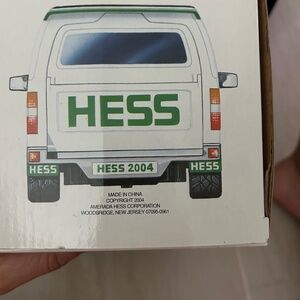 HESS
HESS HESS 2004 HESS
MADE IN CHINA
COPYRIGHT 2004
AMERADA HESS CORPORATION
WOODBRIDGE, NEW JERSEY 07095-0961